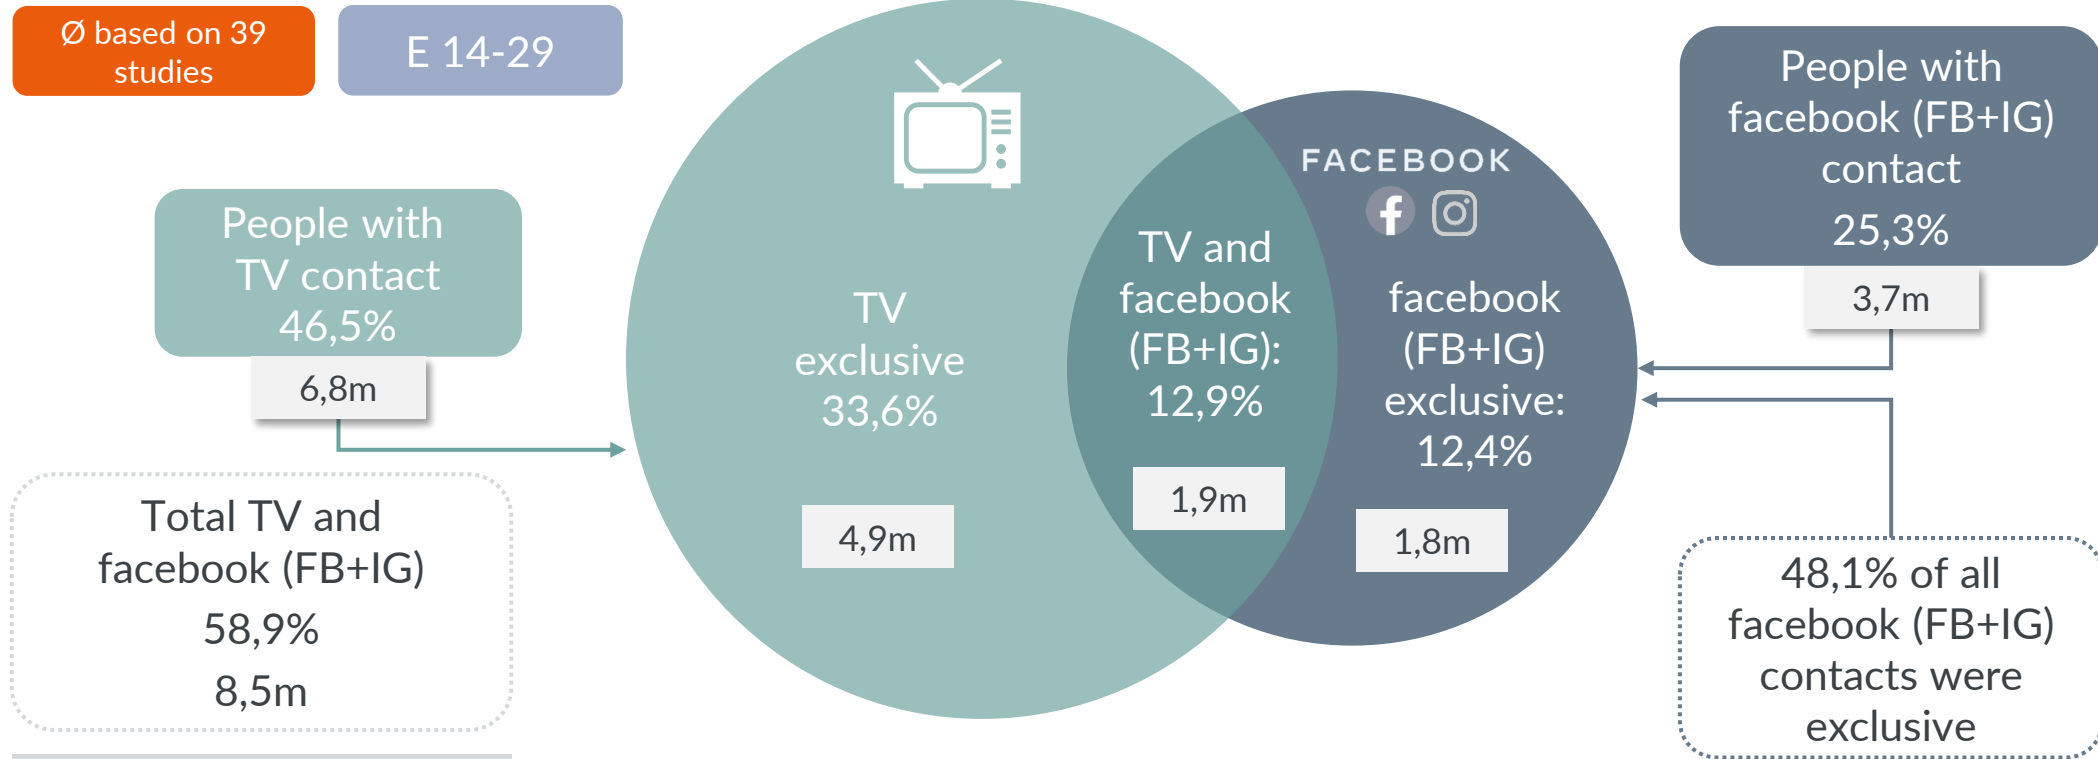 Ø based on 39
studies
E 14-29
People with
TV contact
46,5%
6,8m
Total TV and
facebook (FB+IG)
58,9%
8,5m
TV
exclusive
33,6%
4,9m
TV and
facebook
(FB+IG):
12,9%
1,9m
FACEBOOK
facebook
(FB+IG)
exclusive:
12,4%
1,8m
People with
facebook (FB+IG)
contact
25,3%
3,7m
48,1% of all
facebook (FB+IG)
contacts were
exclusive